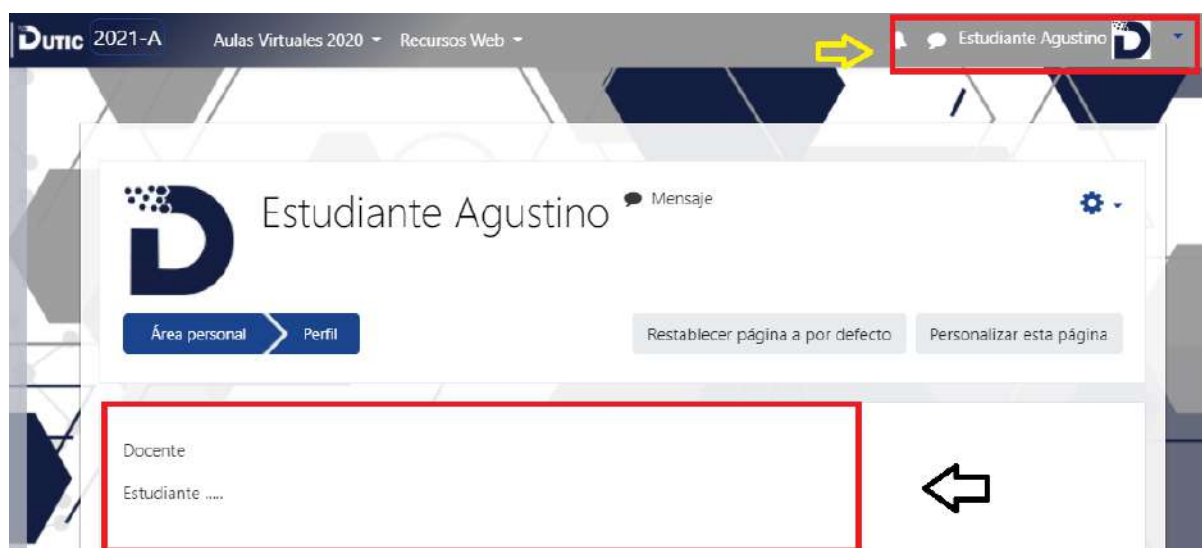 DUTIC 2021-A Aulas Virtuales 2020 Recursos Web Estudiante Agustino
Estudiante Agustino Mensaje
Área personal Perfil Restablecer página a por defecto Personalizar esta página
Docente
Estudiante .....